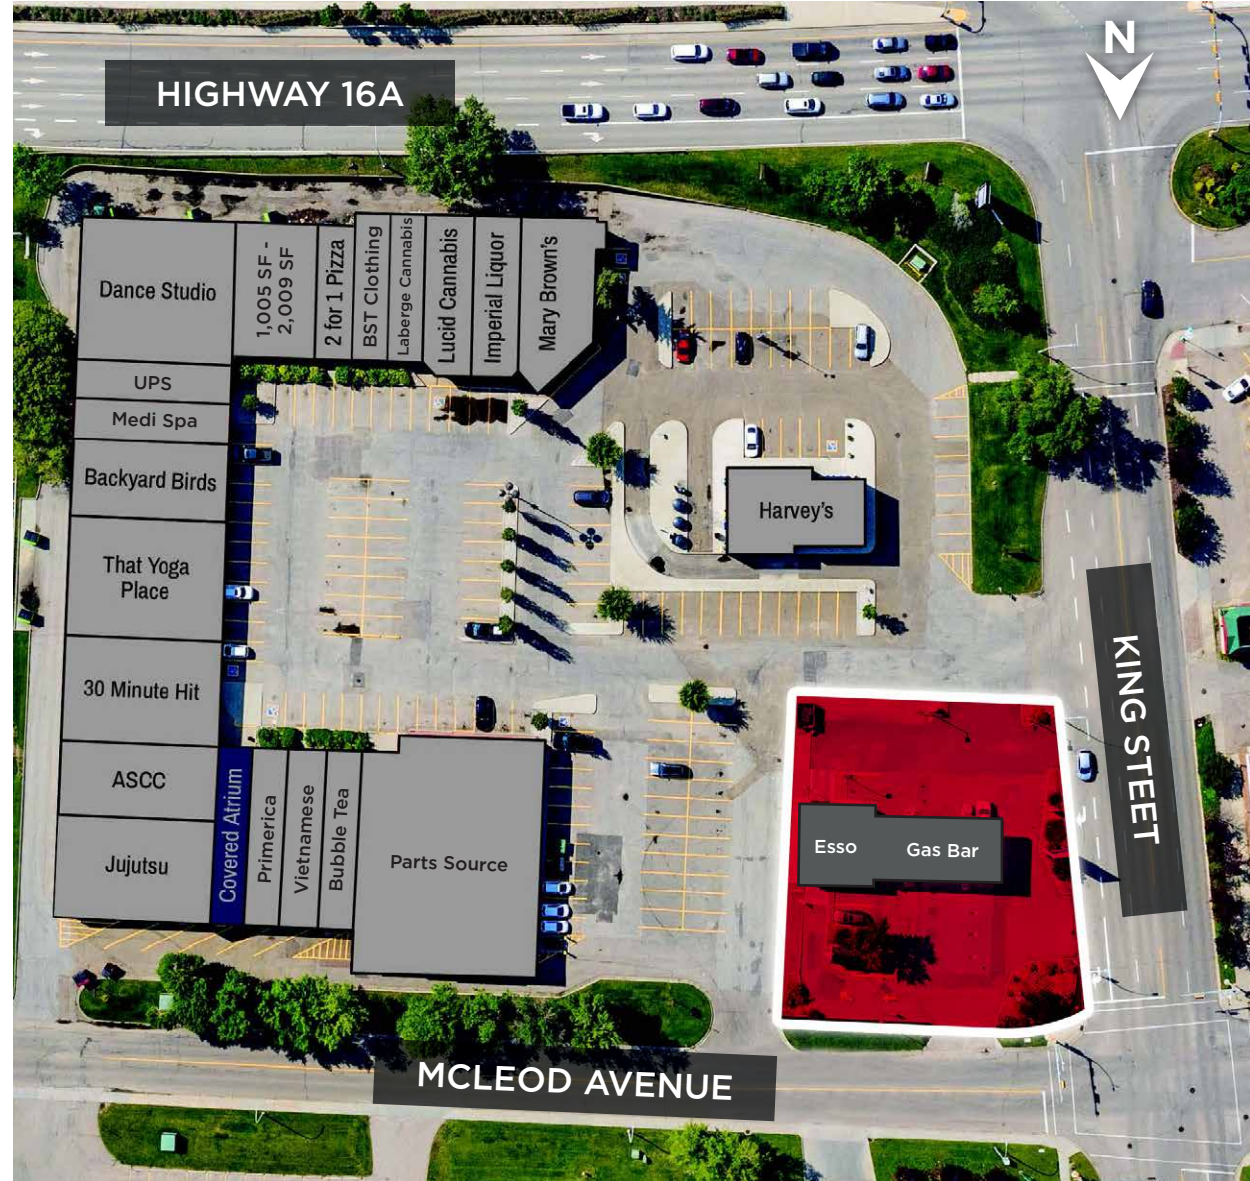 N
HIGHWAY 16A
Dance Studio
1,005 SF -
2,009 SF
2 for 1 Pizza
BST Clothing
Laberge Cannabis
Lucid Cannabis
Imperial Liquor
Mary Brown's
UPS
Medi Spa
Backyard Birds
Harvey's
That Yoga
Place
30 Minute Hit
KING STEET
ASCC
Covered Atrium
Primerica
Vietnamese
Bubble Tea
Parts Source
Esso
Gas Bar
Jujutsu
MCLEOD AVENUE